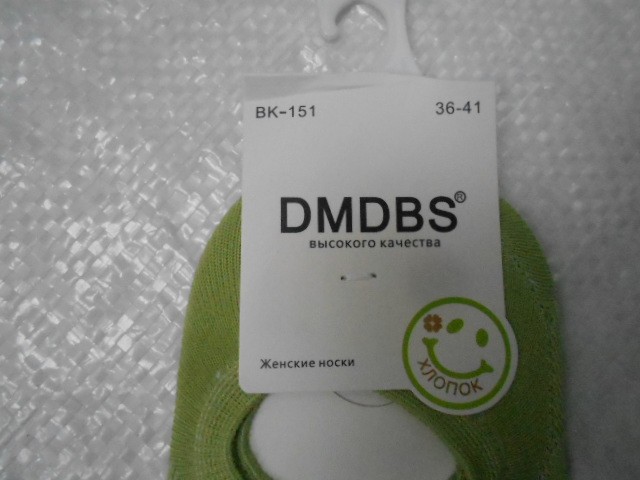 BK-151 36-41
DMDBS®
высокого качества
Женские носки
ХЛОПОК